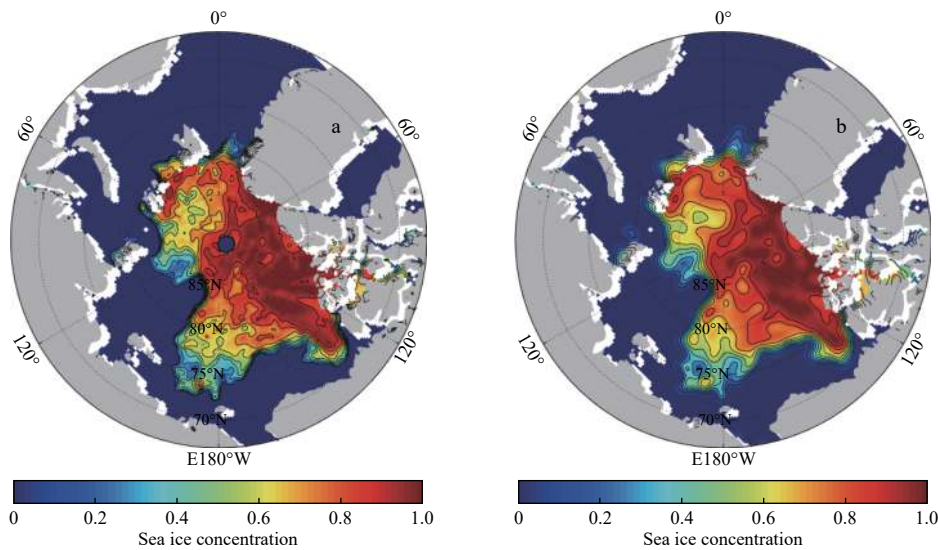 0° 0°
a b
60° 60° 60° 60°
85°N 85°N
80°N 80°N
120° 120° 120° 120°
75°N 75°N
70°N 70°N
E180°W E180°W
0 0.2 0.4 0.6 0.8 1.0 0 0.2 0.4 0.6 0.8 1.0
Sea ice concentration Sea ice concentration